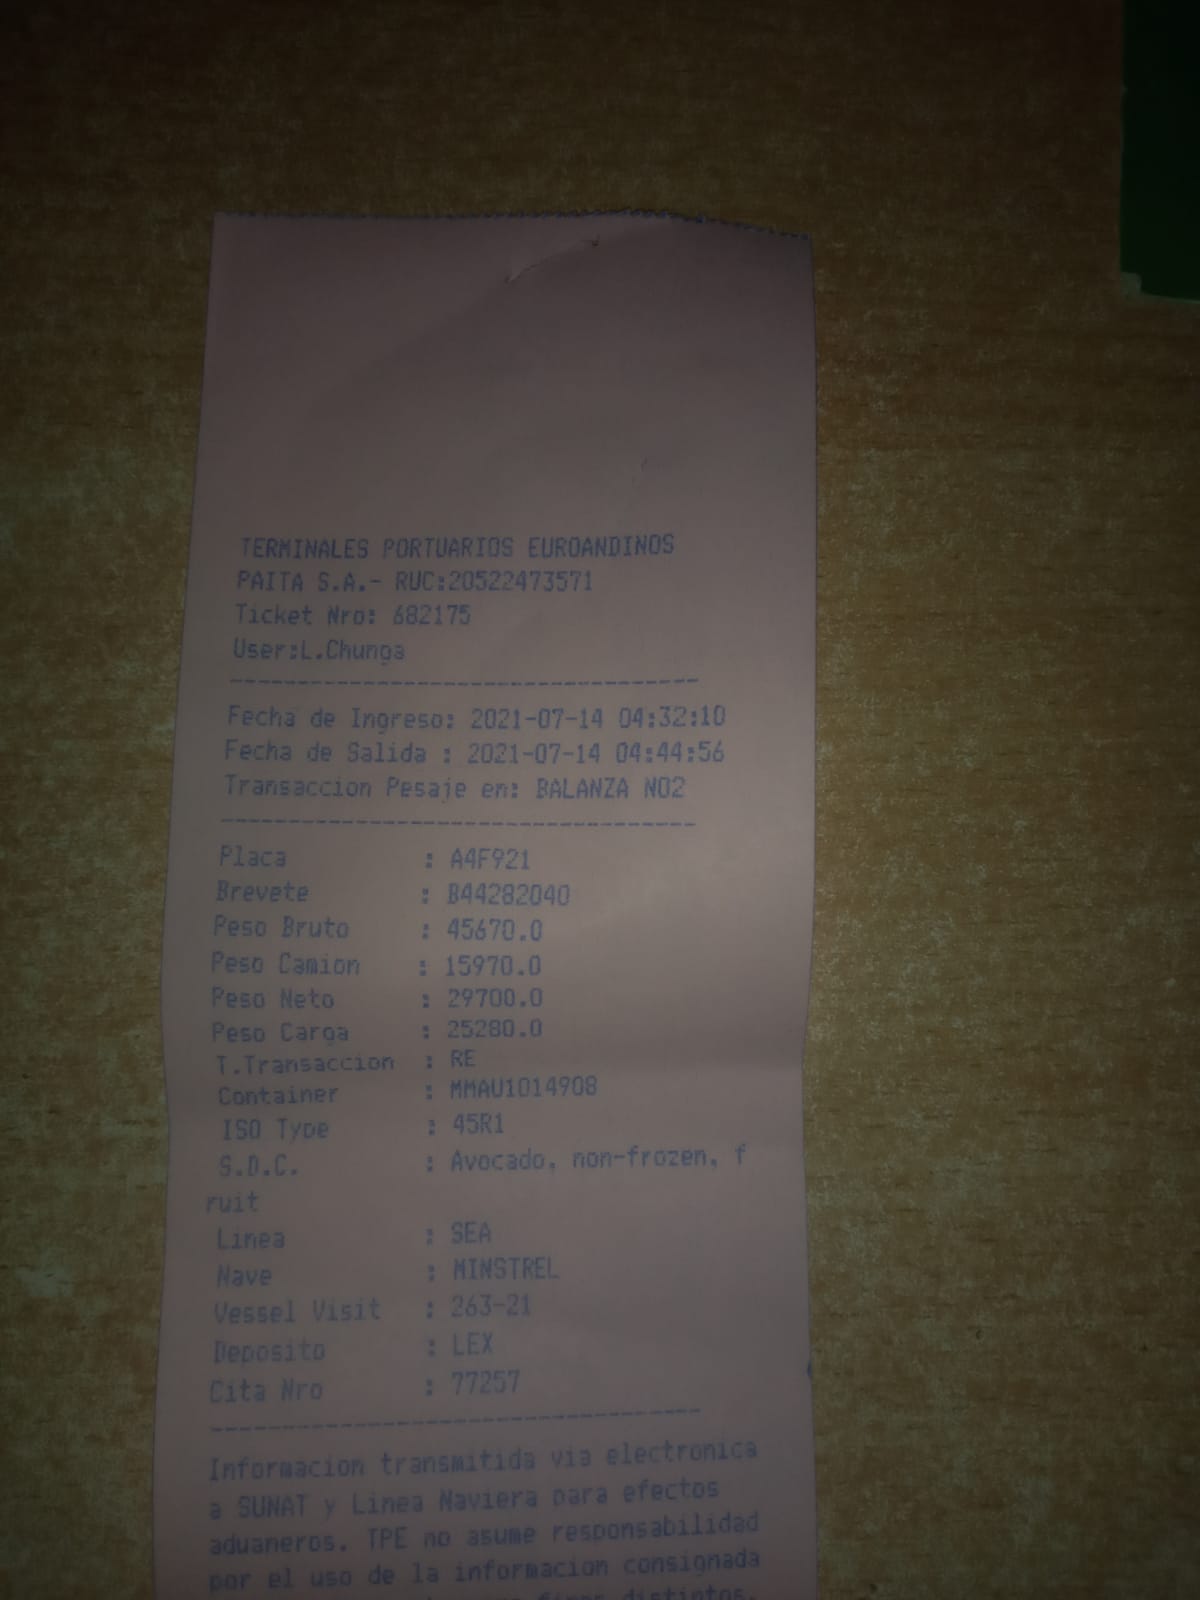 TERMINALES PORTUARIOS EUROANDINOS
PAITA S.A.- RUC:20522473571
Ticket Nro: 682175
User:L.Chunga
Fecha de Ingreso: 2021-07-14 04:32:10
Fecha de Salida : 2021-07-14 04:44:56
Transaccion Pesaje en: BALANZA NO2
Placa : A4F921
Brevete : B44282040
Peso Bruto : 45670.0
Peso Camion : 15970.0
Peso Neto : 29700.0
Peso Carga : 25280.0
T.Transaccion : RE
Container : MMAU1014908
ISO Type : 45R1
S.D.C. : Avocado, non-frozen, f
ruit
Linea : SEA
Nave : MINSTREL
Vessel Visit : 263-21
Deposito : LEX
Cita Nro : 77257
Informacion transmitida via electronica
a SUNAT y Linea Naviera para efectos
aduaneros. TPE no asume responsabilidad
por el uso de la informacion consignada
fines distintos.